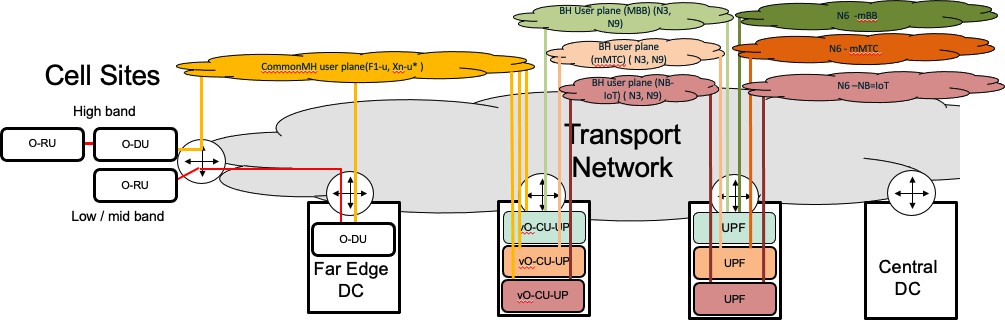 BH User plane (MBB) (N3,
N9)
N6 -mBB
BH user plane
(mMTC) ( N3, N9)
N6 - mMTC
CommonMH user plane(F1-u, Xn-u* )
BH user plane (NB-
IoT) ( N3, N9)
N6 –NB=IoT
Cell Sites
High band
O-RU
O-DU
O-RU
Low / mid band
Transport
Network
O-DU
Far Edge
DC
vO-CU-UP
vO-CU-UP
vO-CU-UP
UPF
UPF
UPF
Central
DC